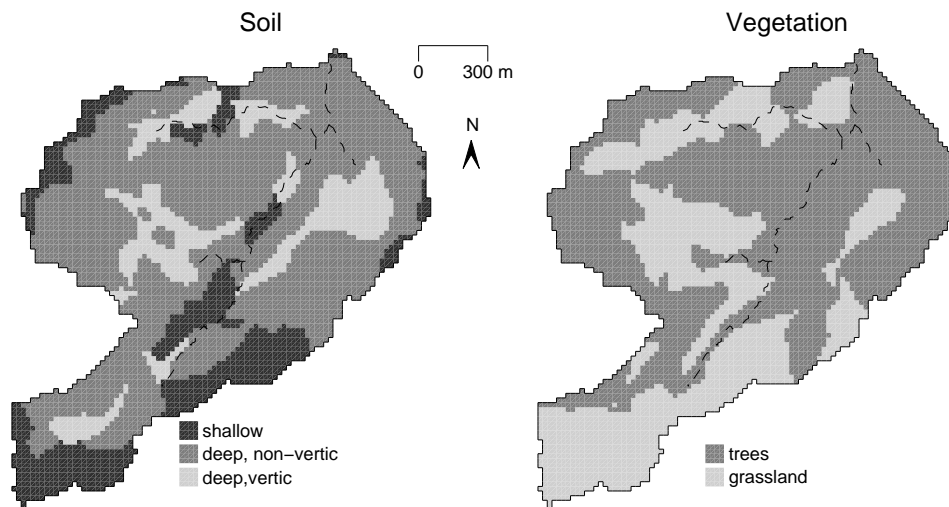 Soil
Vegetation
0 300 m
N
shallow
deep, non−vertic
deep,vertic
trees
grassland